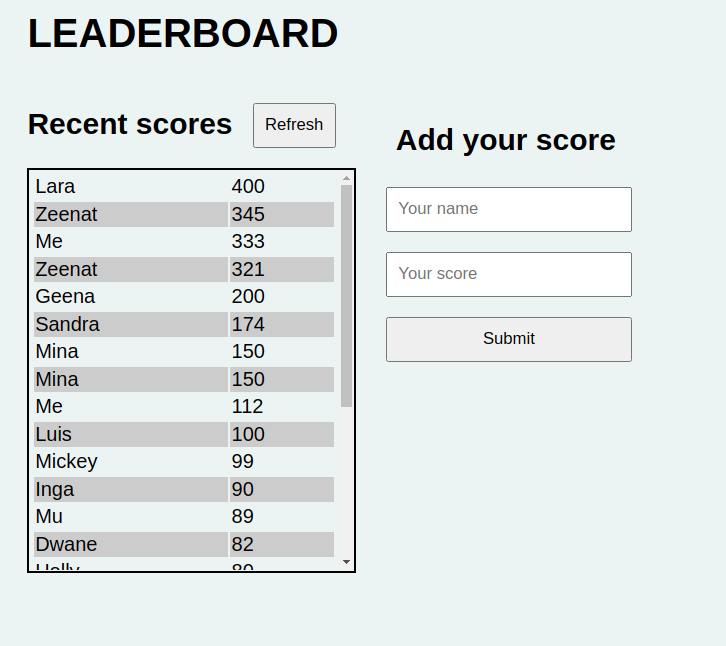 LEADERBOARD
Recent scores Refresh
Lara 400
Zeenat 345
Me 333
Zeenat 321
Geena 200
Sandra 174
Mina 150
Mina 150
Me 112
Luis 100
Mickey 99
Inga 90
Mu 89
Dwane 82
Holly 80
Add your score
Your name
Your score
Submit